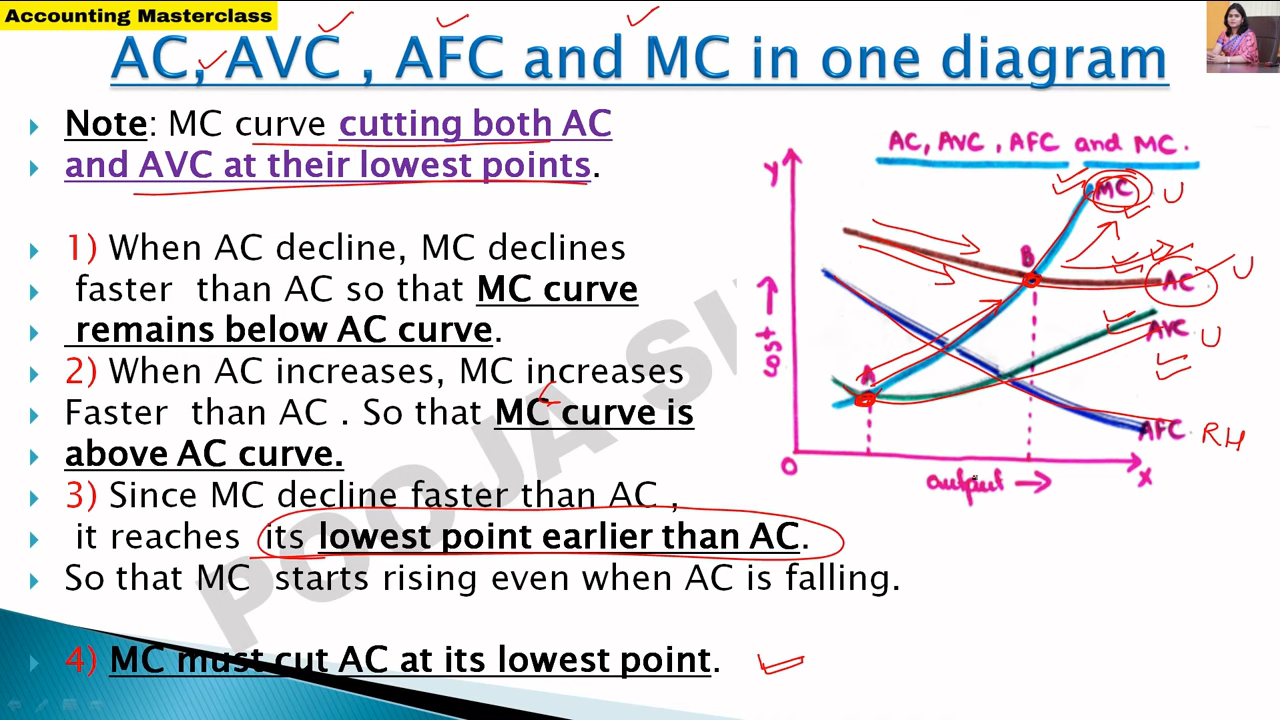 Accounting Masterclass
AC, AVC , AFC and MC in one diagram
Note: MC curve cutting both AC
and AVC at their lowest points.
1) When AC decline, MC declines
faster than AC so that MC curve
remains below AC curve.
2) When AC increases, MC increases
Faster than AC . So that MC curve is
above AC curve.
3) Since MC decline faster than AC ,
it reaches its lowest point earlier than AC.
So that MC starts rising even when AC is falling.
4) MC must cut AC at its lowest point.
AC, AVC , AFC and MC.
y
MC U
B
AC U
cost
AVC U
A
AFC RH
O
output
X
POOJA